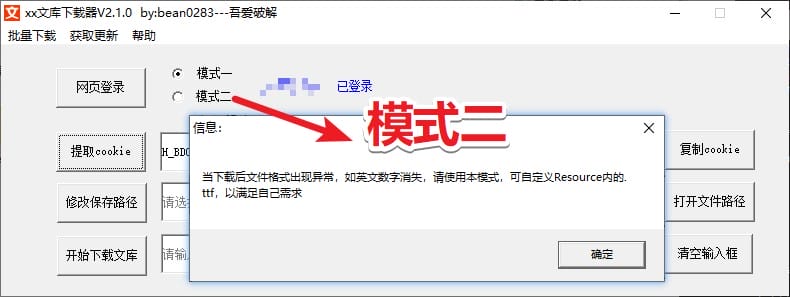 xx文库下载器V2.1.0 by:bean0283---吾爱破解
批量下载 获取更新 帮助
网页登录
模式一
模式二
已登录
模式二
信息：
提取cookie
H_BDC
复制cookie
当下载后文件格式出现异常，如英文数字消失，请使用本模式，可自定义Resource内的.
ttf，以满足自己需求
修改保存路径
请选
打开文件路径
开始下载文库
请输
确定
清空输入框